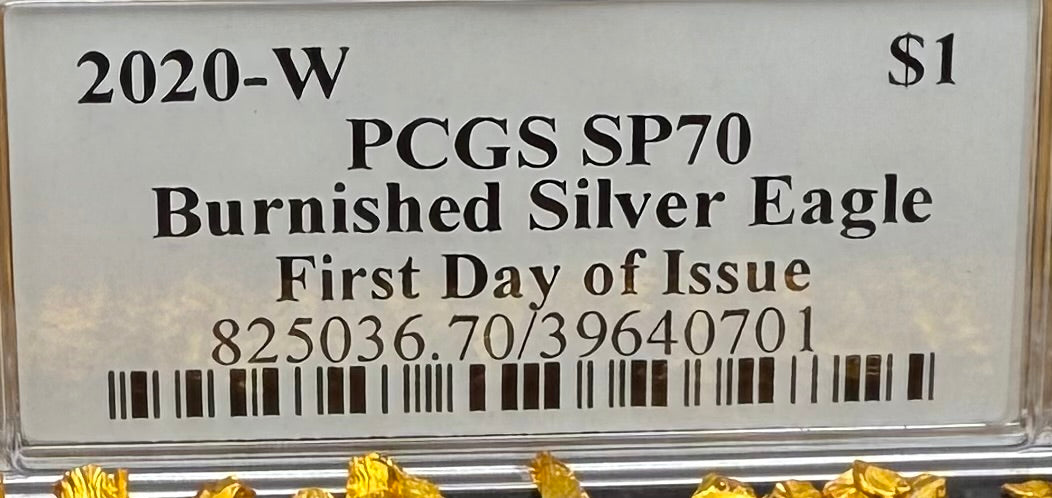 2020-W $1
PCGS SP70
Burnished Silver Eagle
First Day of Issue
825036.70/39640701